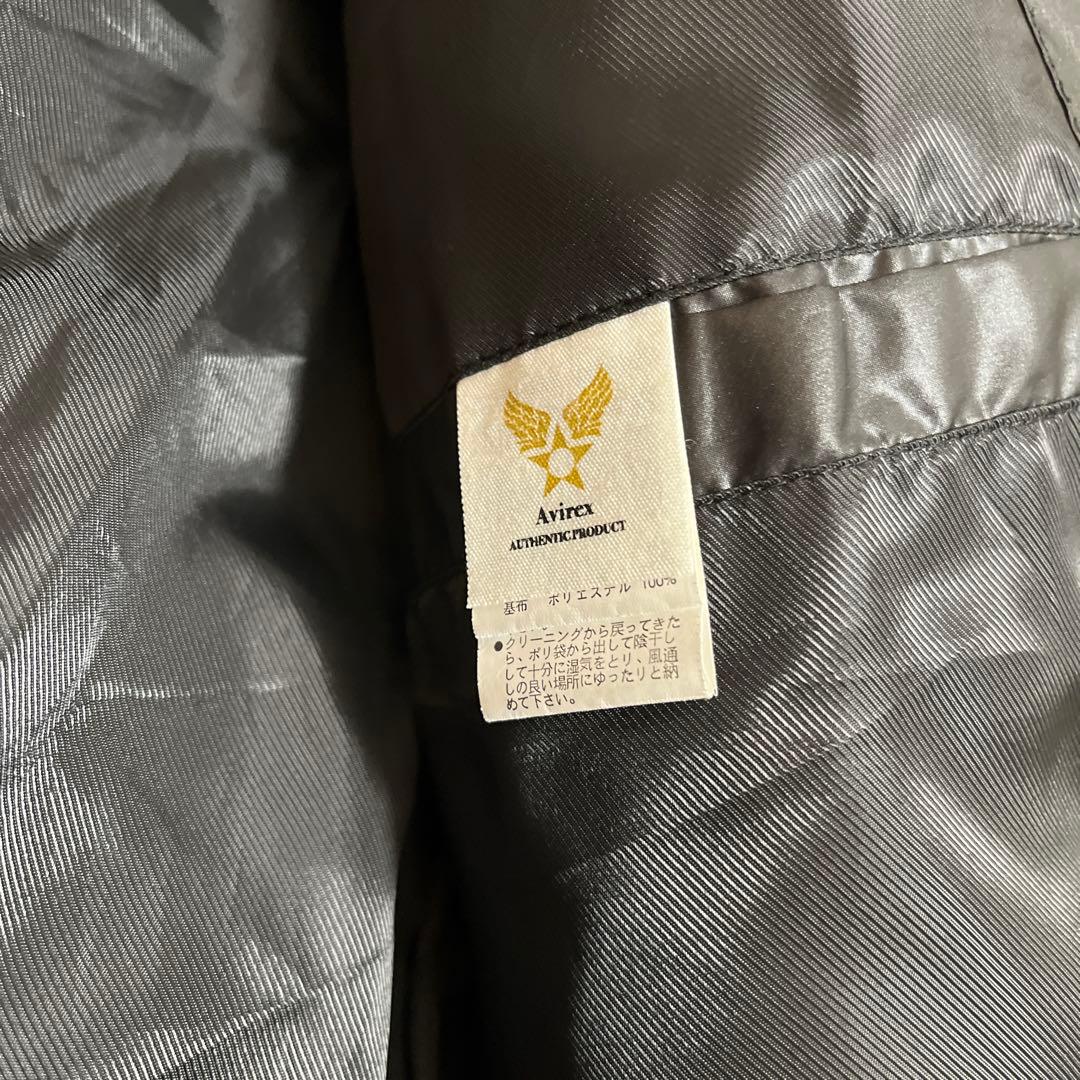 Avirex
AUTHENTIC PRODUCT
基布 ポリエステル 100%
●クリーニングから戻ってきた
ら、ポリ袋から出して陰干し
して十分に湿気をとり、風通
しの良い場所にゆったりと納
めて下さい。